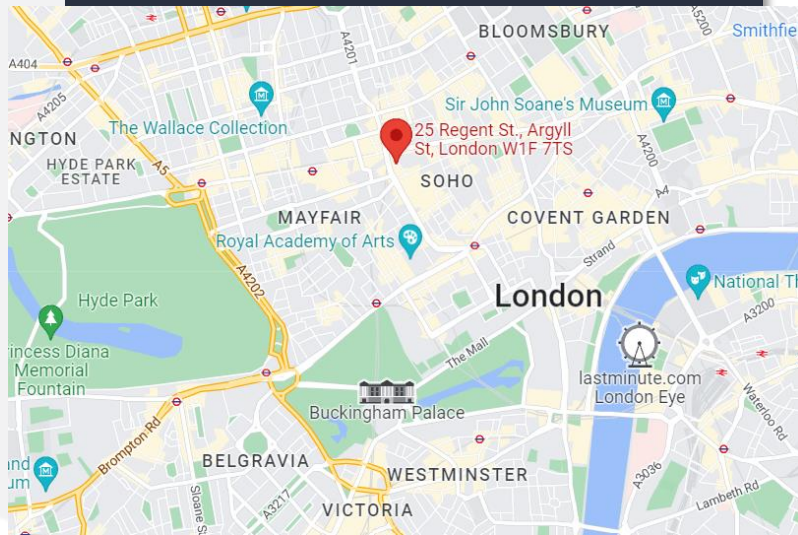 BLOOMSBURY
Smithfie
A4201
A5200
A404
A4205
Sir John Soane's Museum
The Wallace Collection
25 Regent St., Argyll
St, London W1F 7TS
NGTON
HYDE PARK
ESTATE
A5
A4200
SOHO
A4
MAYFAIR
COVENT GARDEN
Royal Academy of Arts
Strand
A4202
National Th
Hyde Park
London
A3200
rincess Diana
Memorial
Fountain
The Mall
lastminute.com
London Eye
Buckingham Palace
Waterloo Rd
Brompton Rd
BELGRAVIA
and
um
WESTMINSTER
A3036
Lambeth Rd
Sloane St
A3217
VICTORIA